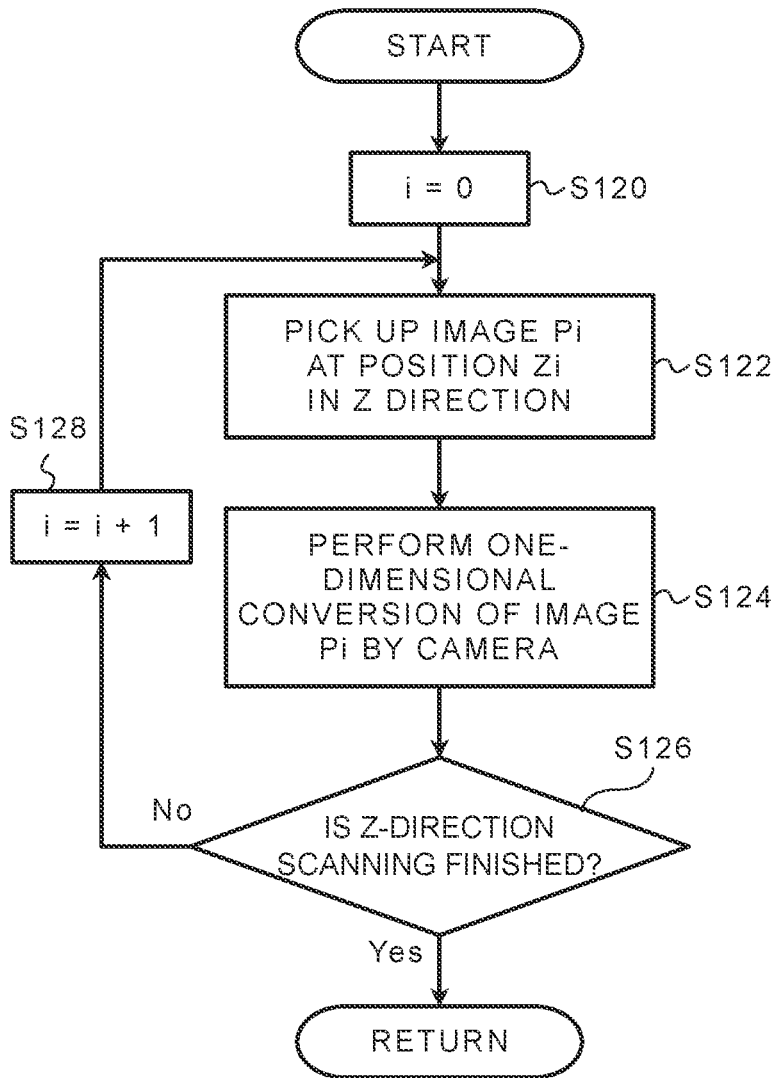 START
i = 0
S120
PICK UP IMAGE Pi
AT POSITION Zi
IN Z DIRECTION
S122
S128
i = i + 1
PERFORM ONE-
DIMENSIONAL
CONVERSION OF IMAGE
Pi BY CAMERA
S124
S126
No
IS Z-DIRECTION
SCANNING FINISHED?
Yes
RETURN